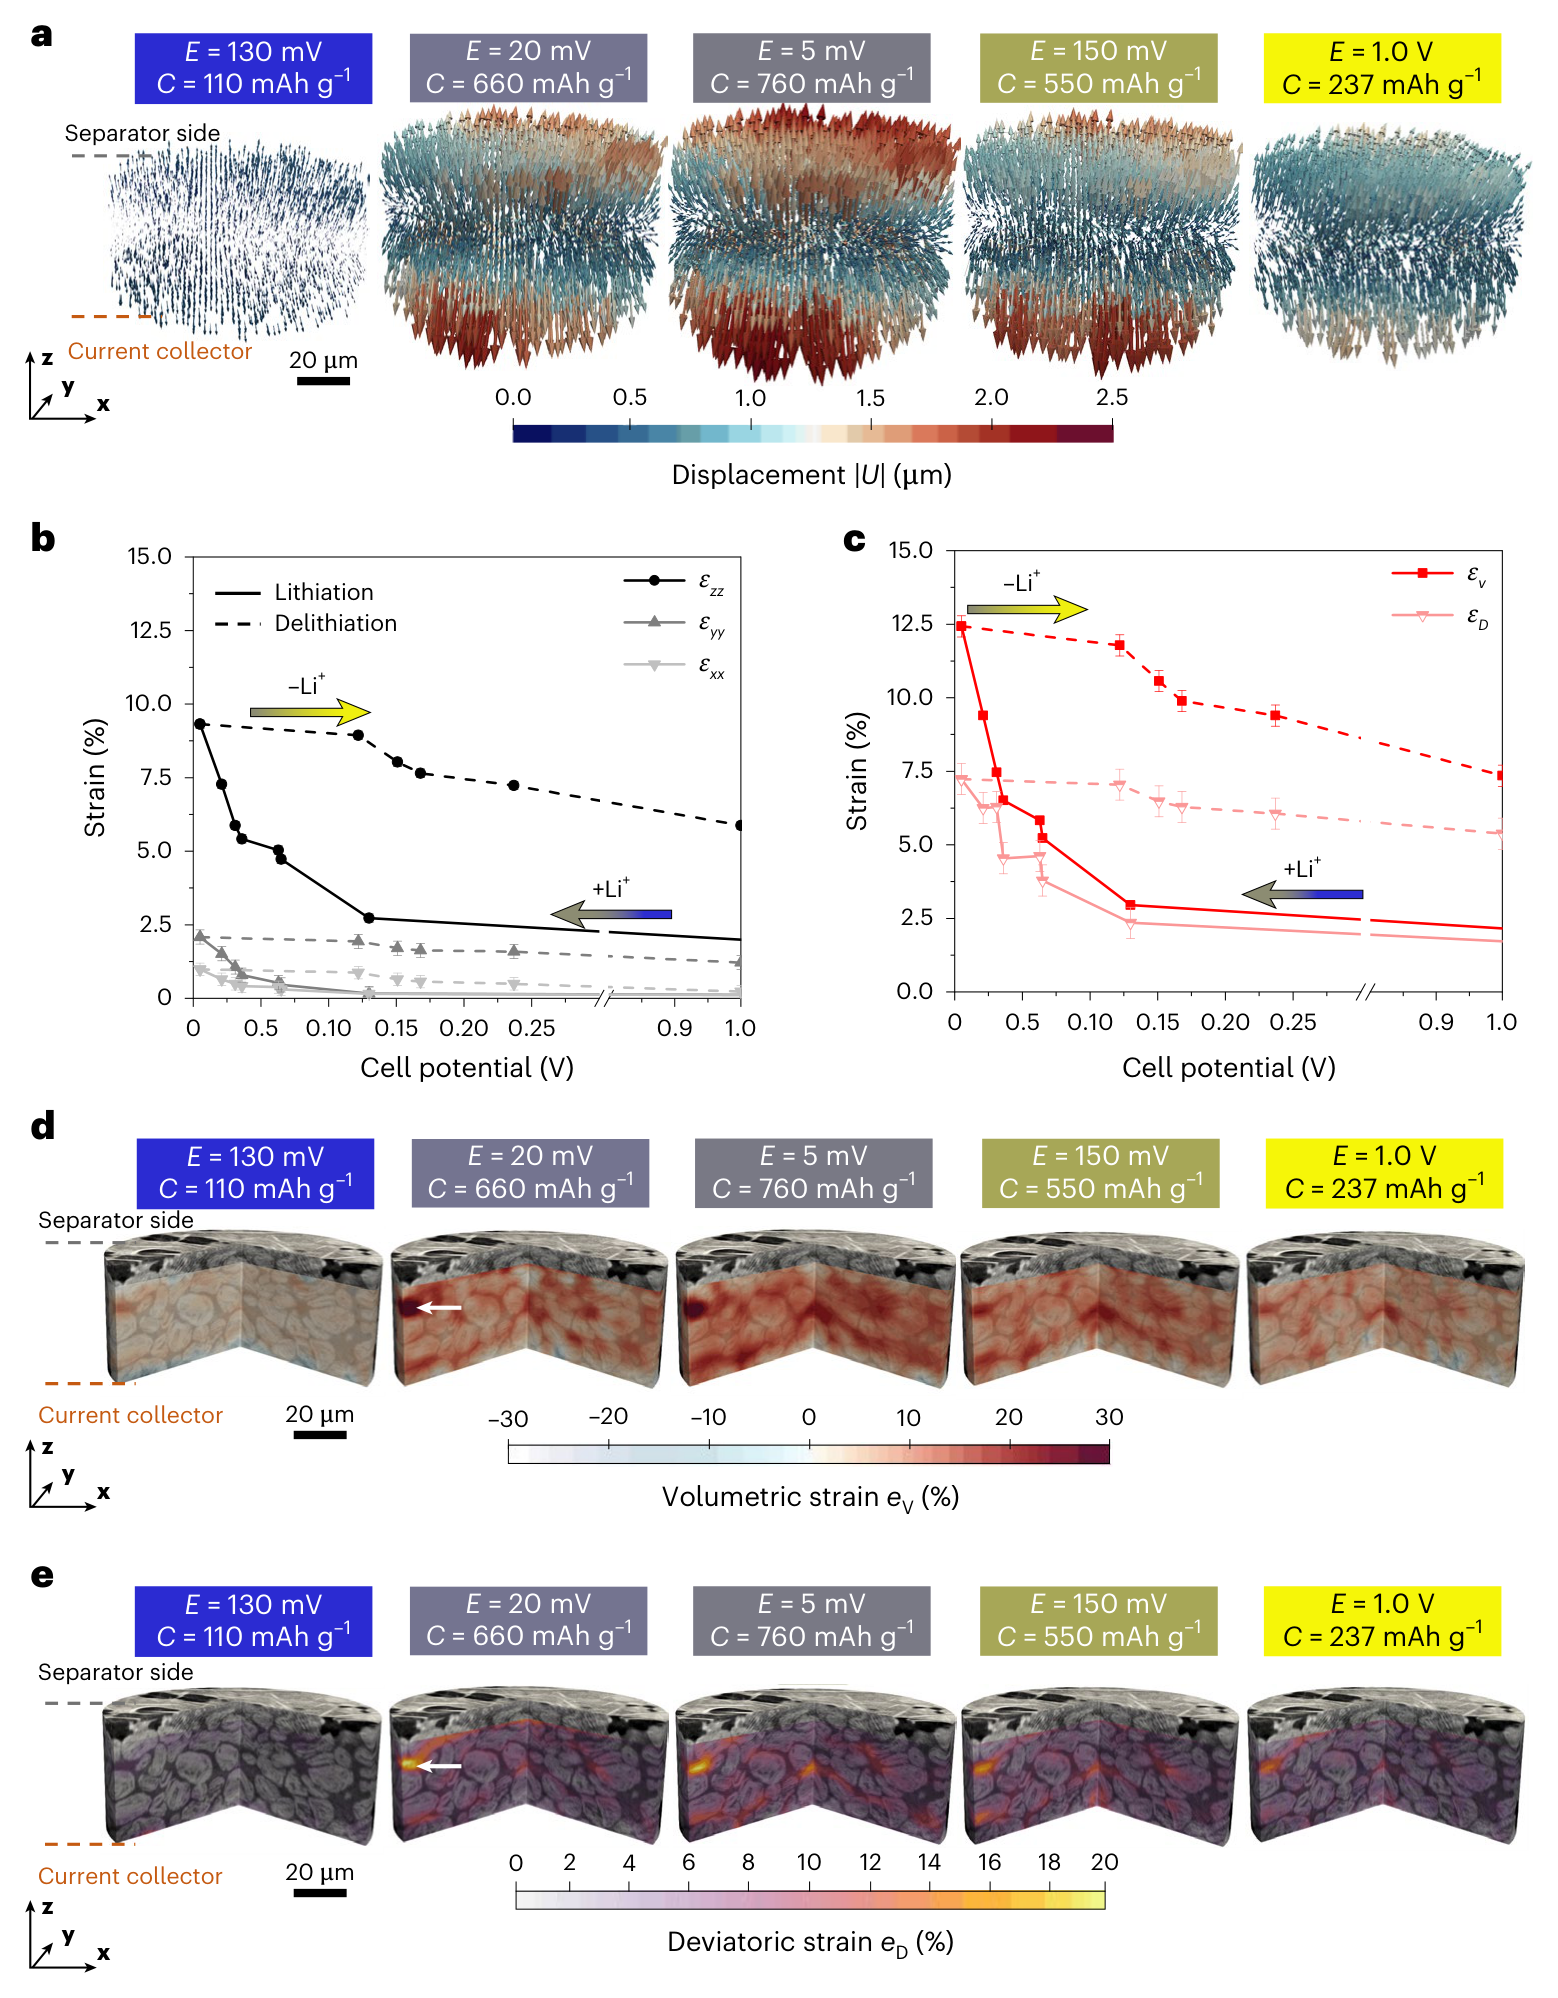 a
E = 130 mV
C = 110 mAh g⁻¹
E = 20 mV
C = 660 mAh g⁻¹
E = 5 mV
C = 760 mAh g⁻¹
E = 150 mV
C = 550 mAh g⁻¹
E = 1.0 V
C = 237 mAh g⁻¹
Separator side
Current collector
20 μm
z
y
x
0.0 0.5 1.0 1.5 2.0 2.5
Displacement |U| (μm)
b
15.0
12.5
10.0
7.5
5.0
2.5
0
Strain (%)
Lithiation
Delithiation
εzz
εyy
εxx
–Li⁺
+Li⁺
0 0.5 0.10 0.15 0.20 0.25 0.9 1.0
Cell potential (V)
c
15.0
12.5
10.0
7.5
5.0
2.5
0.0
Strain (%)
–Li⁺
εv
εD
+Li⁺
0 0.5 0.10 0.15 0.20 0.25 0.9 1.0
Cell potential (V)
d
E = 130 mV
C = 110 mAh g⁻¹
E = 20 mV
C = 660 mAh g⁻¹
E = 5 mV
C = 760 mAh g⁻¹
E = 150 mV
C = 550 mAh g⁻¹
E = 1.0 V
C = 237 mAh g⁻¹
Separator side
Current collector
20 μm
z
y
x
–30 –20 –10 0 10 20 30
Volumetric strain eV (%)
e
E = 130 mV
C = 110 mAh g⁻¹
E = 20 mV
C = 660 mAh g⁻¹
E = 5 mV
C = 760 mAh g⁻¹
E = 150 mV
C = 550 mAh g⁻¹
E = 1.0 V
C = 237 mAh g⁻¹
Separator side
Current collector
20 μm
z
y
x
0 2 4 6 8 10 12 14 16 18 20
Deviatoric strain eD (%)